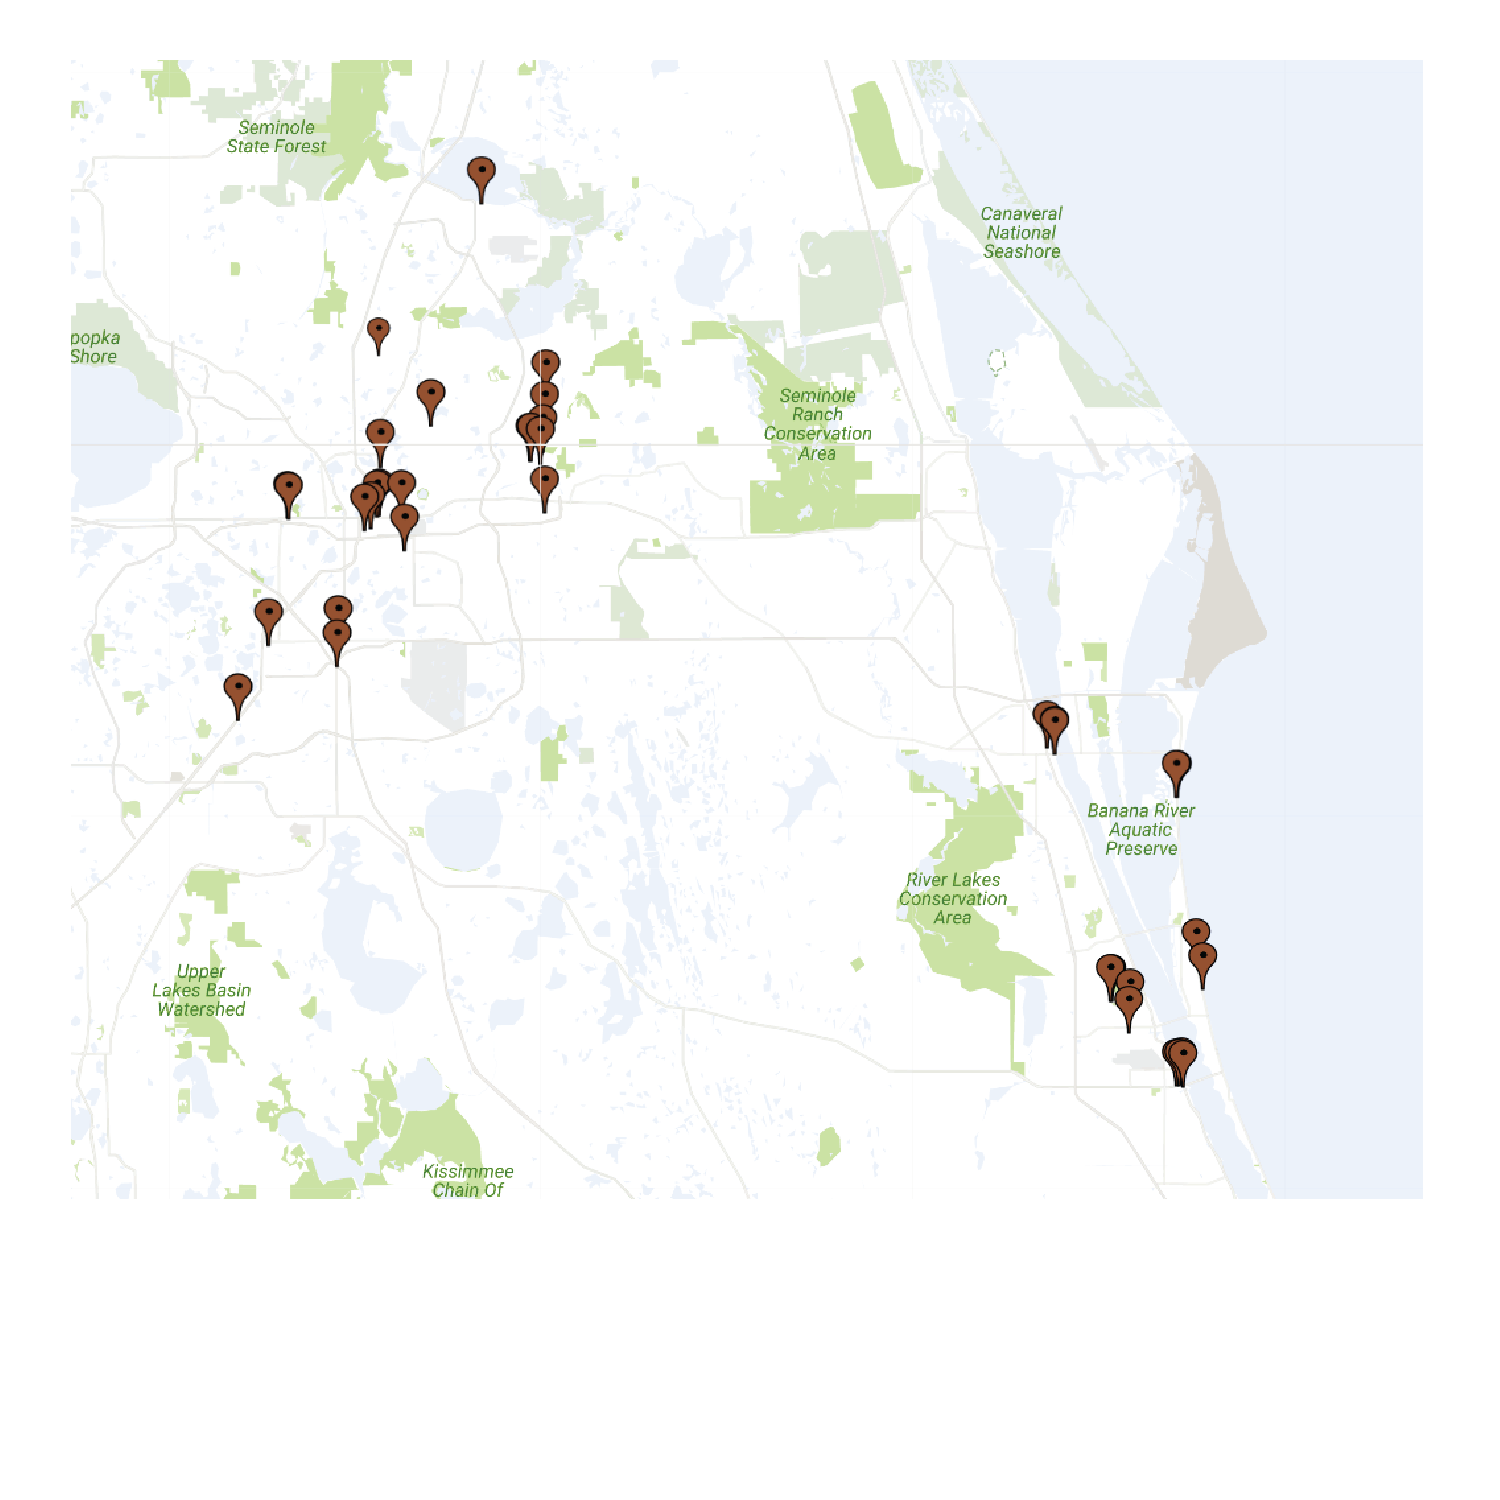 Seminole
State Forest
Canaveral
National
Seashore
popka
Shore
Seminole
Ranch
Conservation
Area
Banana River
Aquatic
Preserve
River Lakes
Conservation
Area
Upper
Lakes Basin
Watershed
Kissimmee
Chain Of